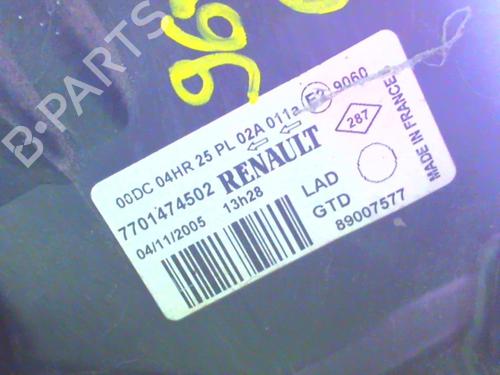 B-PARTS
96
00DC 04HR 25 PL 02A 011a E2 9060
7701474502 RENAULT 287
04/11/2005 13h28 LAD
GTD
89007577
MADE IN FRANCE